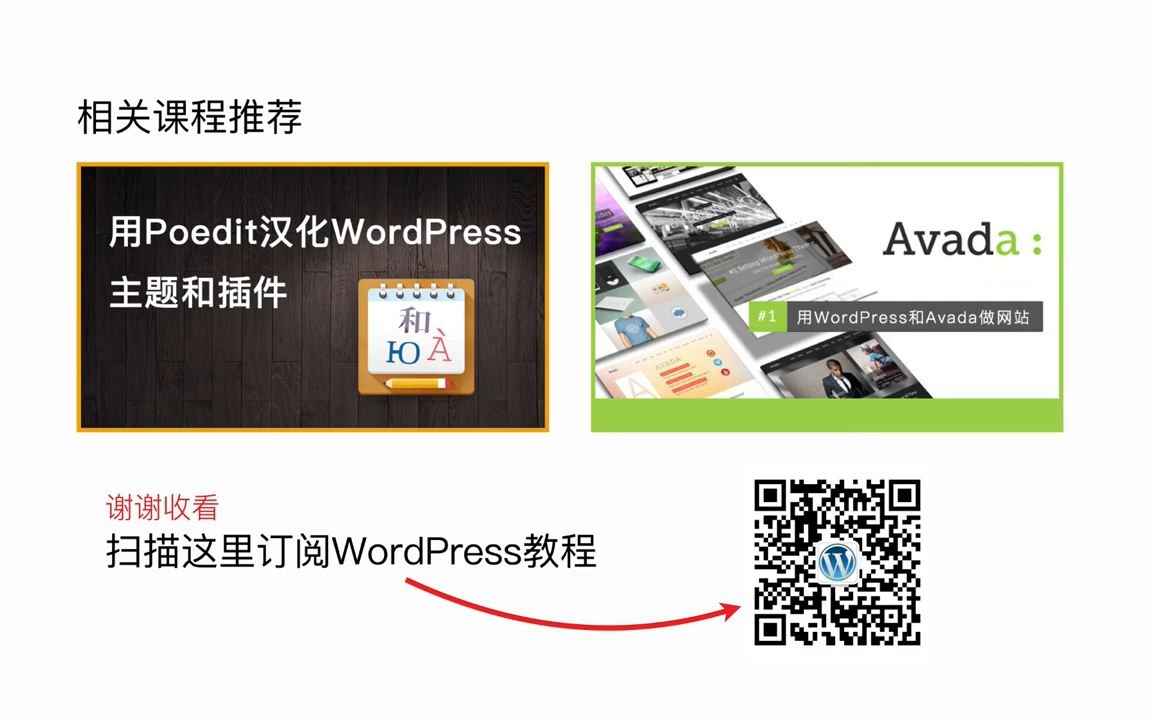 相关课程推荐
用Poedit汉化WordPress
主题和插件
和
Ю À
Avada:
#1 用WordPress和Avada做网站
AVADA
A
谢谢收看
扫描这里订阅WordPress教程
W